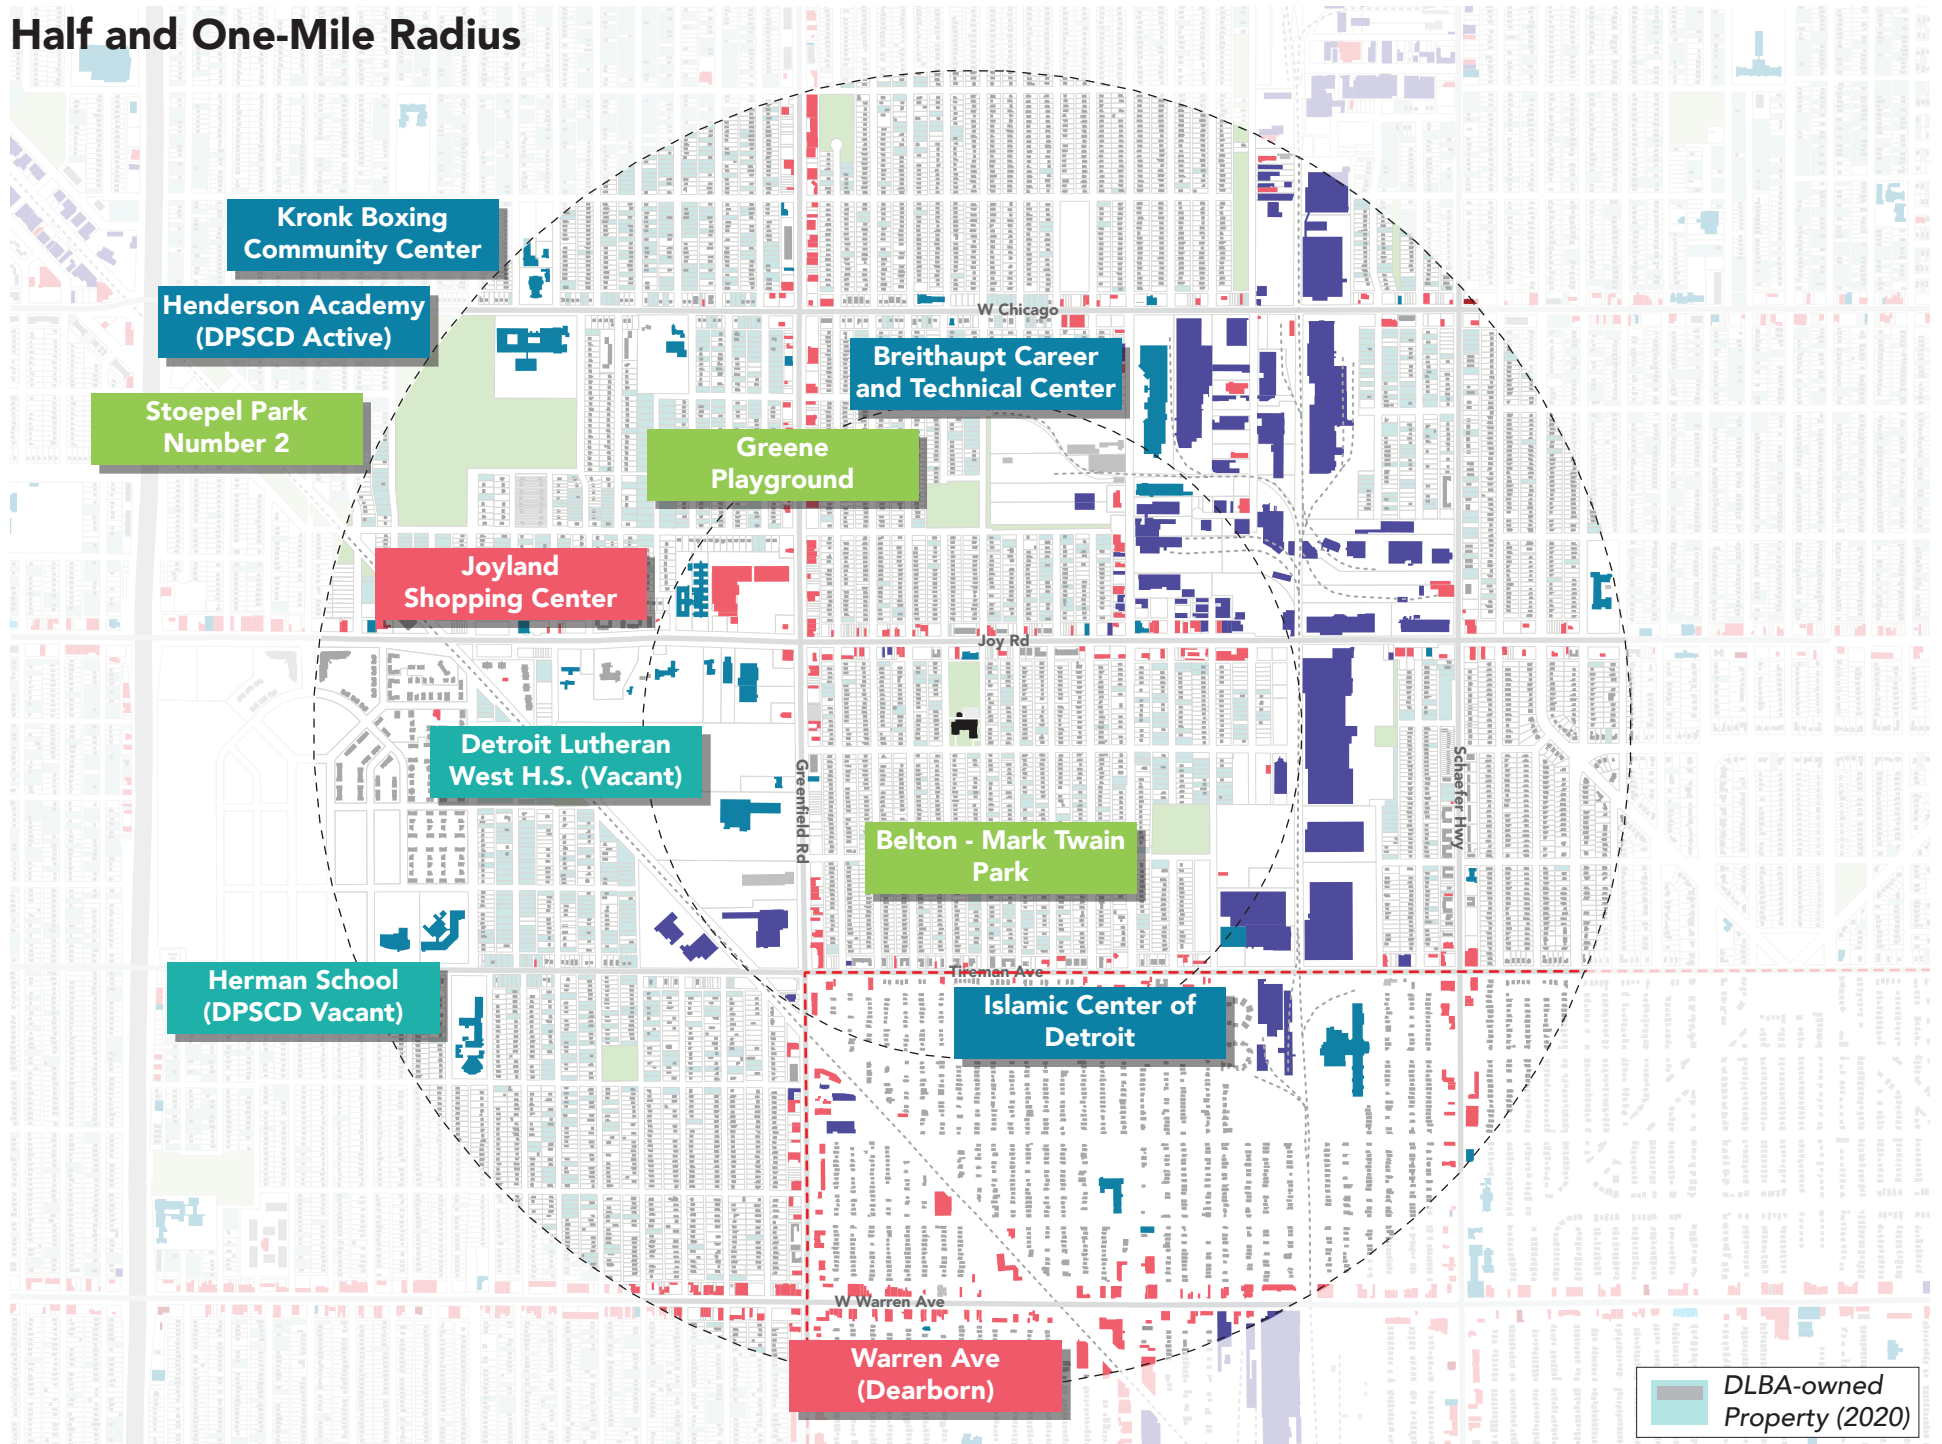 Half and One-Mile Radius
Kronk Boxing
Community Center
Henderson Academy
(DPSCD Active)
W Chicago
Breithaupt Career
and Technical Center
Stoepel Park
Number 2
Greene
Playground
Joyland
Shopping Center
Joy Rd
Detroit Lutheran
West H.S. (Vacant)
Greenfield Rd
Schaefer Hwy
Belton - Mark Twain
Park
Herman School
(DPSCD Vacant)
Tireman Ave
Islamic Center of
Detroit
W Warren Ave
Warren Ave
(Dearborn)
DLBA-owned
Property (2020)